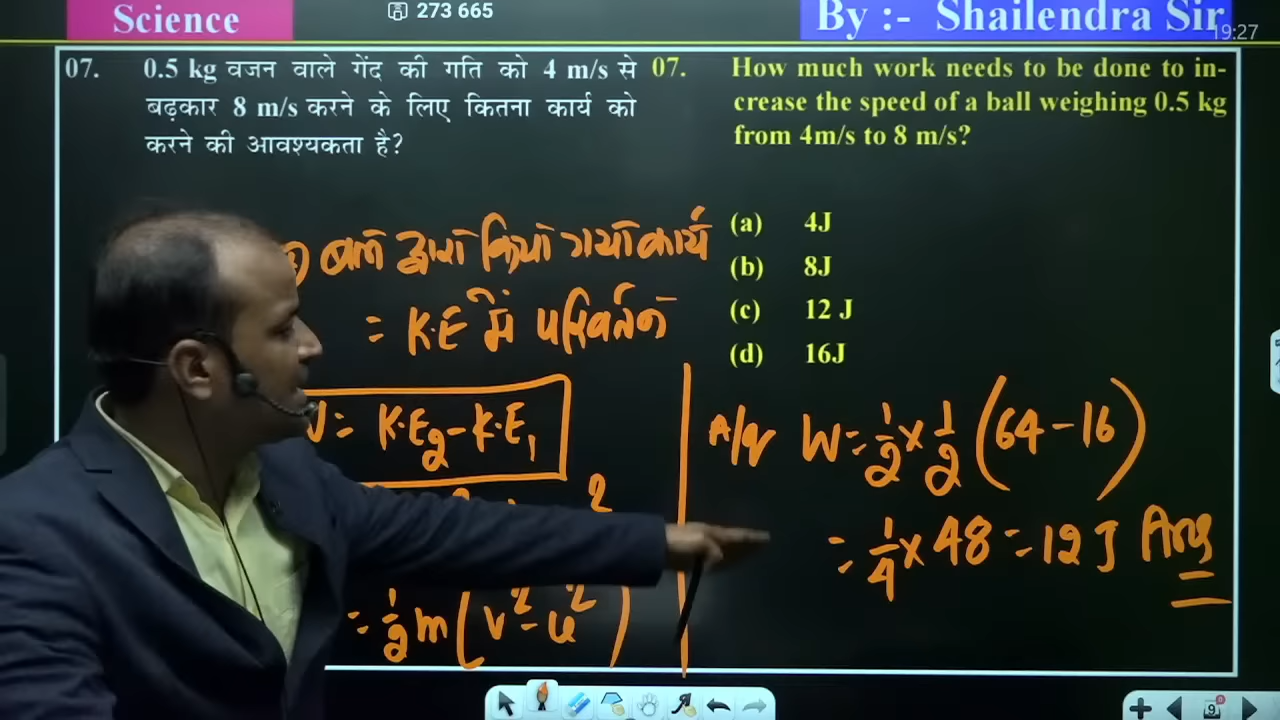 Science
273 665
By :- Shailendra Sir
19:27
07. 0.5 kg वजन वाले गेंद की गति को 4 m/s से
बढ़कार 8 m/s करने के लिए कितना कार्य को
करने की आवश्यकता है?
07. How much work needs to be done to in-
crease the speed of a ball weighing 0.5 kg
from 4m/s to 8 m/s?
(a) 4J
(b) 8J
(c) 12 J
(d) 16J
बल द्वारा किया गया कार्य
= K.E में परिवर्तन
= K.E2 - K.E1
2
= 1/2 m ( v² - u² )
A/q W = 1/2 × 1/2 (64 - 16)
= 1/4 × 48 = 12 J Ans
9